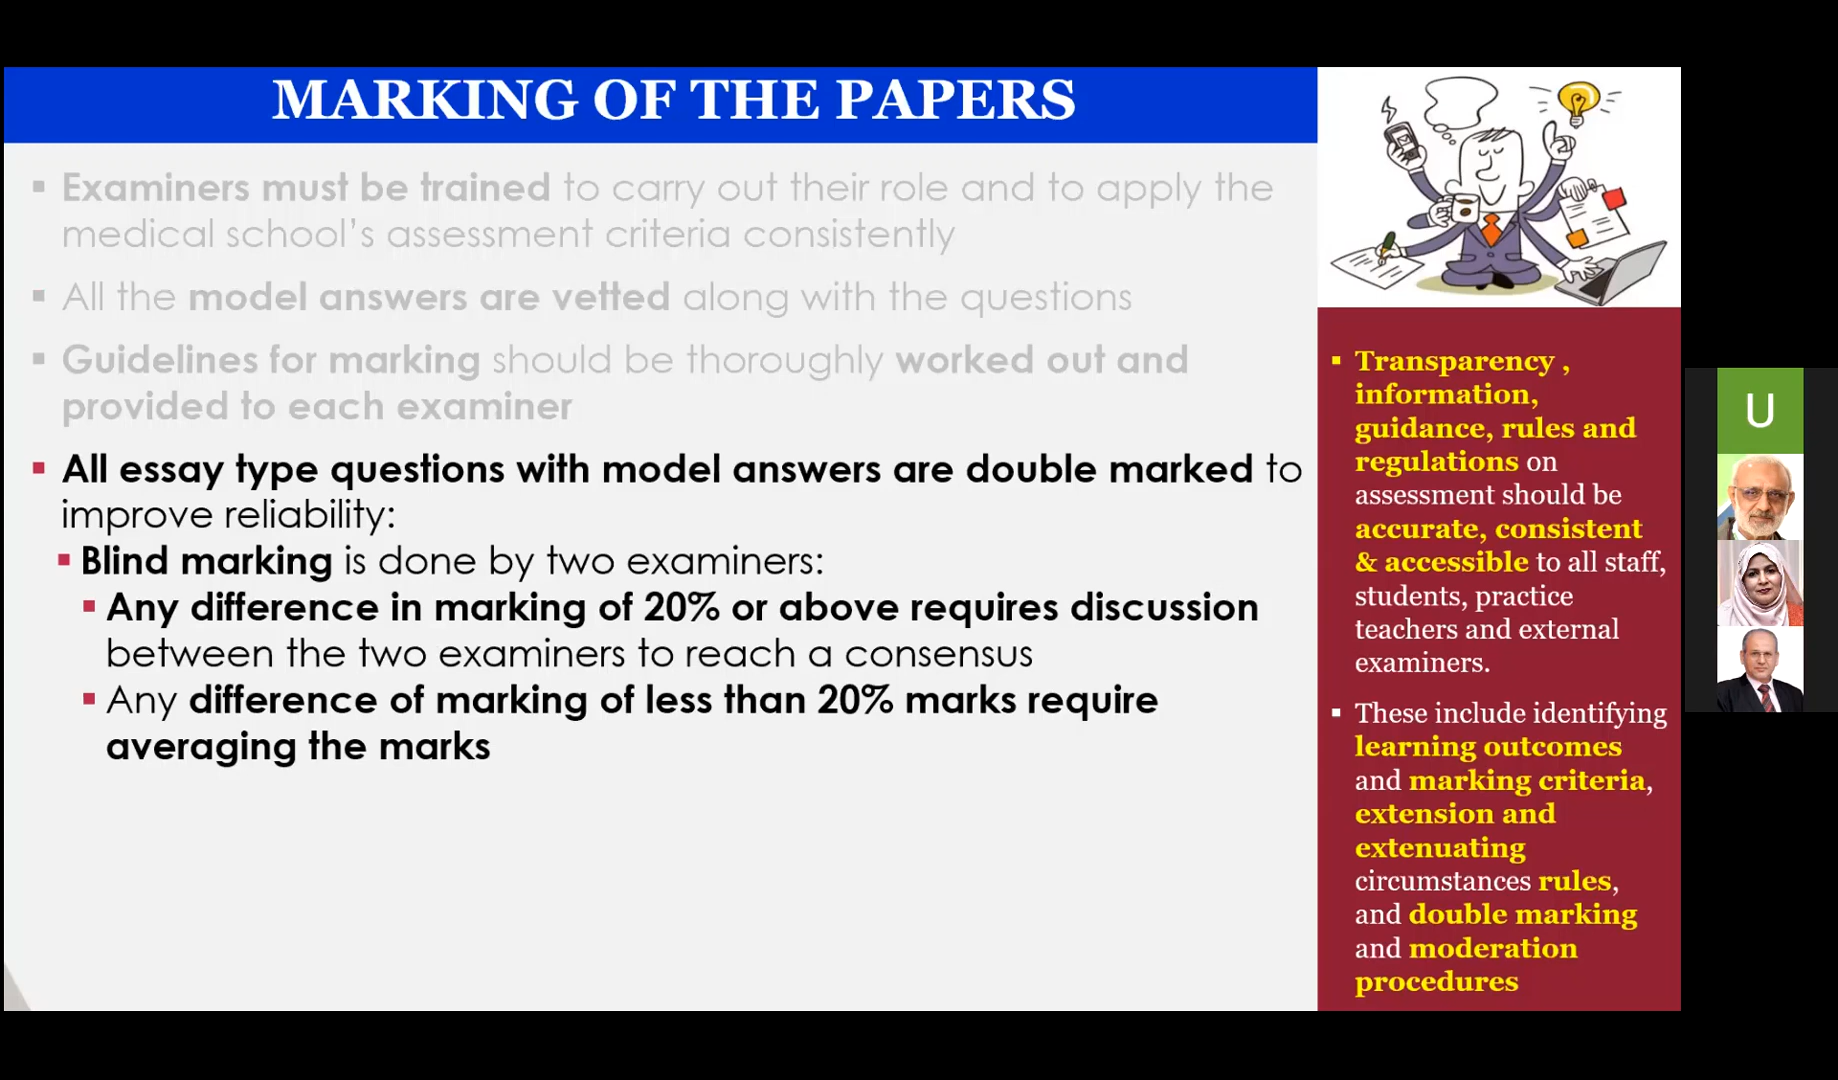 MARKING OF THE PAPERS
▪ Examiners must be trained to carry out their role and to apply the
medical school's assessment criteria consistently
▪ All the model answers are vetted along with the questions
▪ Guidelines for marking should be thoroughly worked out and
provided to each examiner
▪ All essay type questions with model answers are double marked to
improve reliability:
▪ Blind marking is done by two examiners:
▪ Any difference in marking of 20% or above requires discussion
between the two examiners to reach a consensus
▪ Any difference of marking of less than 20% marks require
averaging the marks
▪ Transparency ,
information,
guidance, rules and
regulations on
assessment should be
accurate, consistent
& accessible to all staff,
students, practice
teachers and external
examiners.
▪ These include identifying
learning outcomes
and marking criteria,
extension and
extenuating
circumstances rules,
and double marking
and moderation
procedures
U